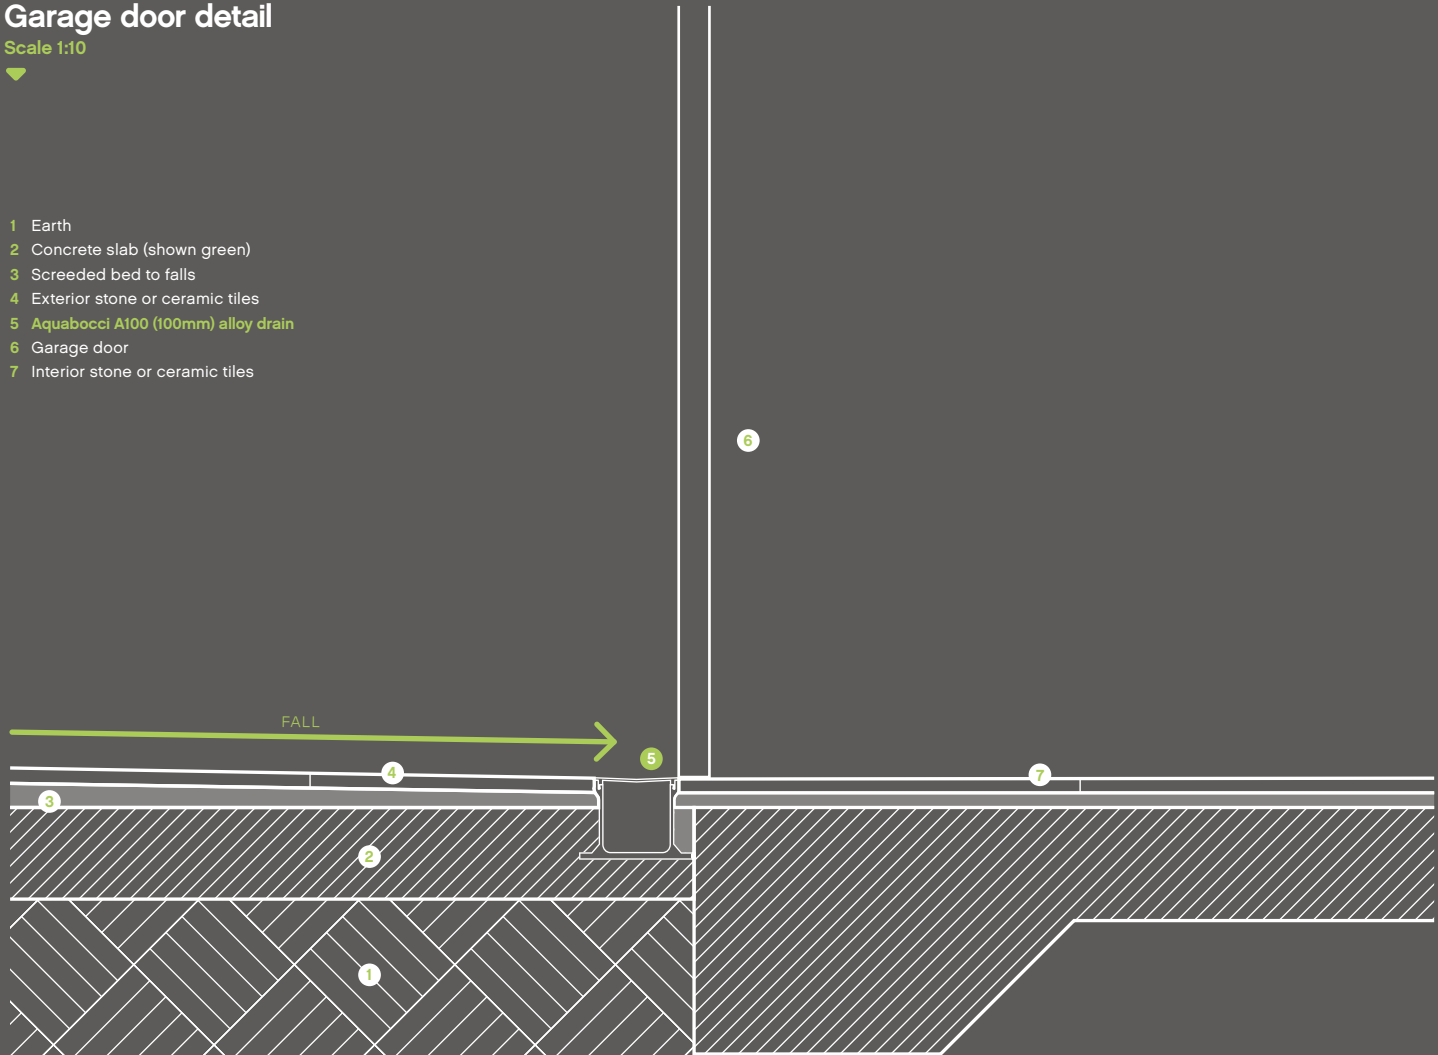 Garage door detail
Scale 1:10
1 Earth
2 Concrete slab (shown green)
3 Screeded bed to falls
4 Exterior stone or ceramic tiles
5 Aquabocci A100 (100mm) alloy drain
6 Garage door
7 Interior stone or ceramic tiles
6
FALL
5
4
7
3
2
1